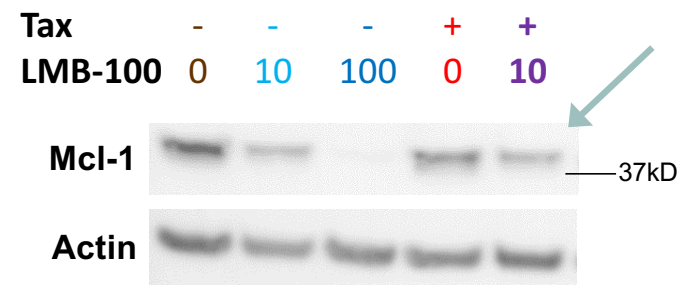 Tax - - - + +
LMB-100 0 10 100 0 10
Mcl-1
37kD
Actin